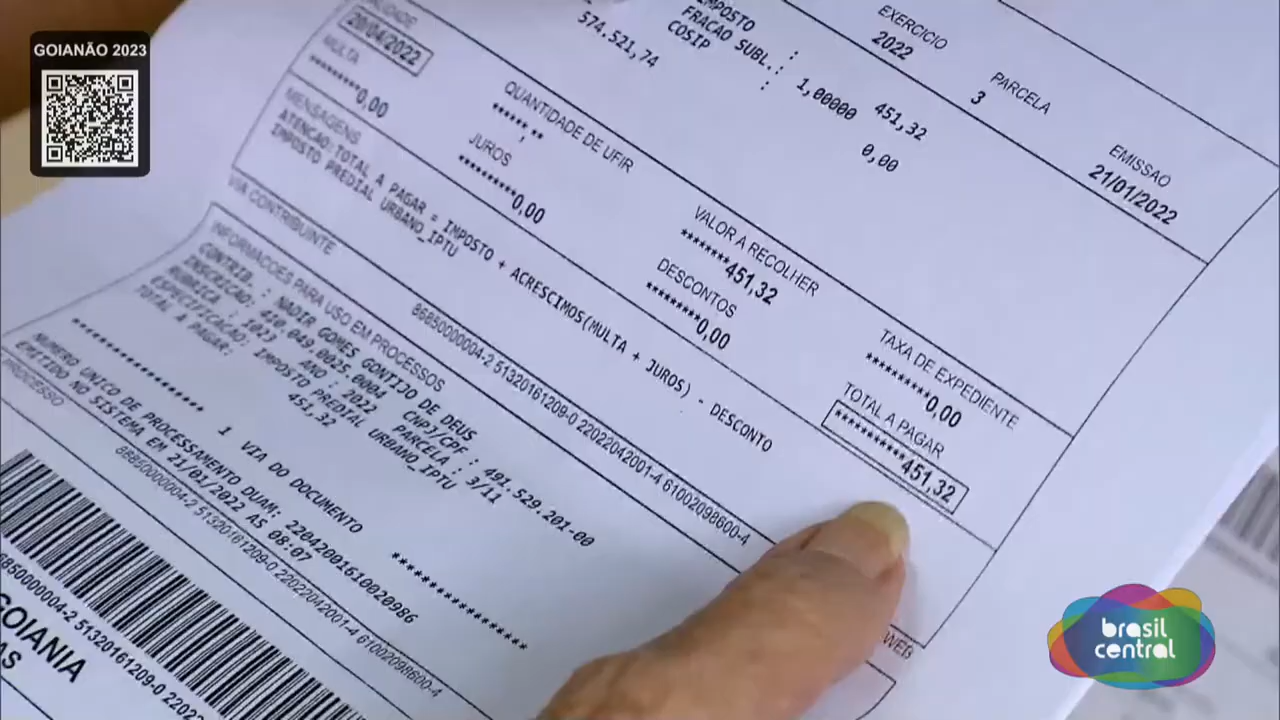 GOIANÃO 2023
IMPOSTO :
FRACAO SUBL.: 1,00000 451,32
COSIP : 0,00
574.521,74
EXERCICIO
2022
PARCELA
3
EMISSAO
21/01/2022
20/04/2022
QUANTIDADE DE UFIR
*****,**
VALOR A RECOLHER
********451,32
TAXA DE EXPEDIENTE
**********0,00
MULTA
********0,00
JUROS
********0,00
DESCONTOS
*********0,00
TOTAL A PAGAR
***********451,32
MENSAGENS
ATENCAO:TOTAL A PAGAR = IMPOSTO + ACRESCIMOS(MULTA + JUROS) - DESCONTO
IMPOSTO PREDIAL URBANO_IPTU
VIA CONTRIBUINTE
86850000004-2 51320161209-0 22022042001-4 61002098600-4
INFORMACOES PARA USO EM PROCESSOS
CONTRIB. : NADIR GOMES GONTIJO DE DEUS
INSCRICAO: 410.049.0025.0004 CNPJ/CPF : 491.529.201-00
RUBRICA : 1023 ANO : 2022 PARCELA : 3/11
ESPECIFICACAO: IMPOSTO PREDIAL URBANO_IPTU
TOTAL A PAGAR: 451,32
1 VIA DO DOCUMENTO
NUMERO UNICO DE PROCESSAMENTO DUAM: 22042001610020986
EMITIDO NO SISTEMA EM 21/01/2022 AS 08:07
PROCESSO
86850000004-2 51320161209-0 22022042001-4 61002098600-4
WEB
GOIANIA
brasil
central